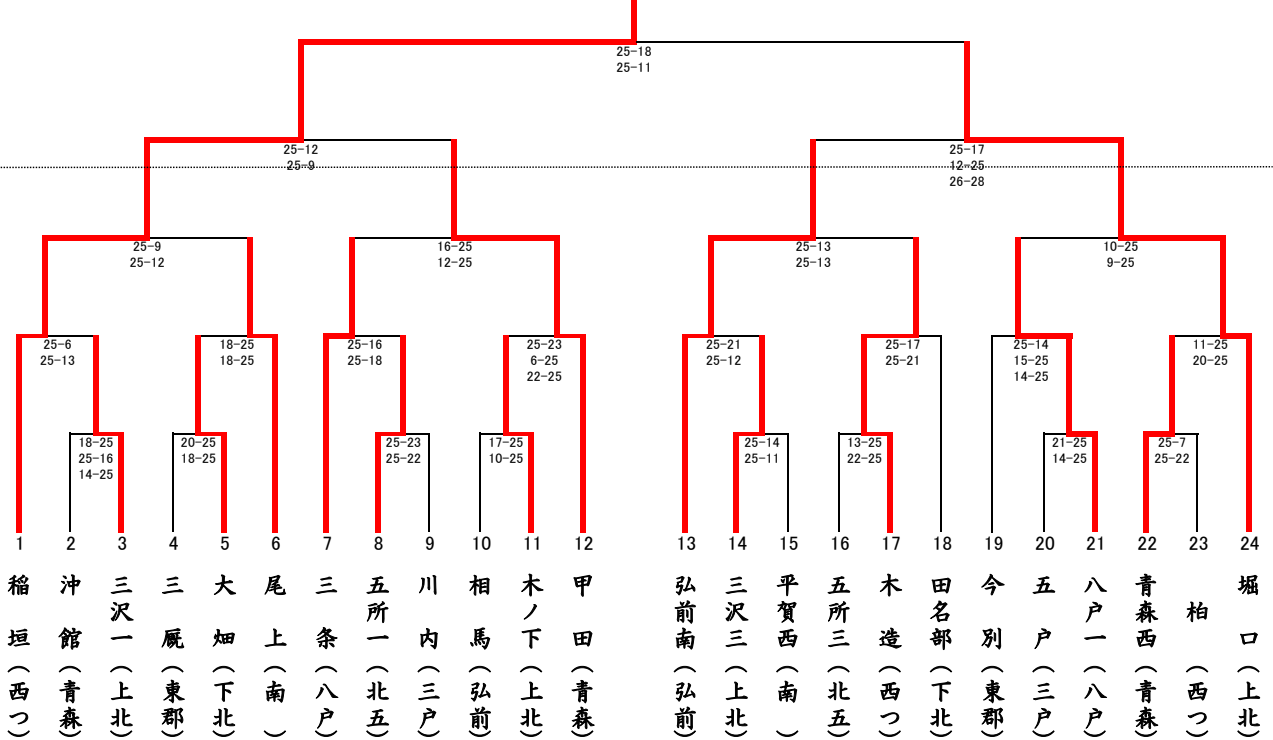 25-18
25-11
25-12
25-9
25-17
12-25
26-28
25-9
25-12
16-25
12-25
25-13
25-13
10-25
9-25
25-6
25-13
18-25
18-25
25-16
25-18
25-23
6-25
22-25
25-21
25-12
25-17
25-21
25-14
15-25
14-25
11-25
20-25
18-25
25-16
14-25
20-25
18-25
25-23
25-22
17-25
10-25
25-14
25-11
13-25
22-25
21-25
14-25
25-7
25-22
1 2 3 4 5 6 7 8 9 10 11 12 13 14 15 16 17 18 19 20 21 22 23 24
稲垣(西つ)
沖館(青森)
三沢一(上北)
三厩(東郡)
大畑(下北)
尾上(南)
三条(八戸)
五所一(北五)
川内(三戸)
相馬(弘前)
木ノ下(上北)
甲田(青森)
弘前南(弘前)
三沢三(上北)
平賀西(南)
五所三(北五)
木造(西つ)
田名部(下北)
今別(東郡)
五戸(三戸)
八戸一(八戸)
青森西(青森)
柏(西つ)
堀口(上北)